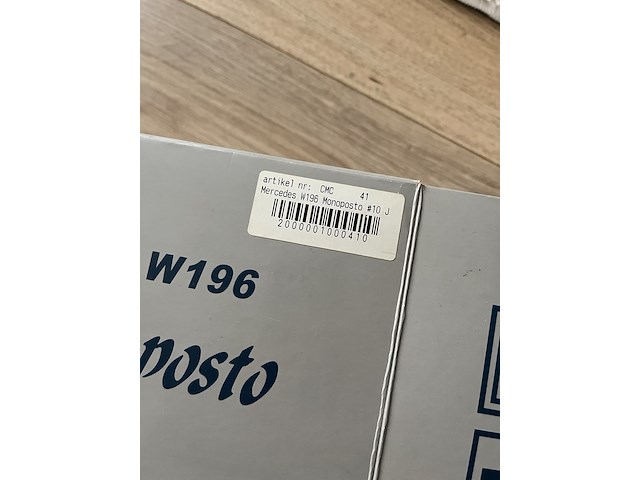 artikel nr: CMC 41
Mercedes W196 Monoposto #10 J
2000001000410
W196
posto